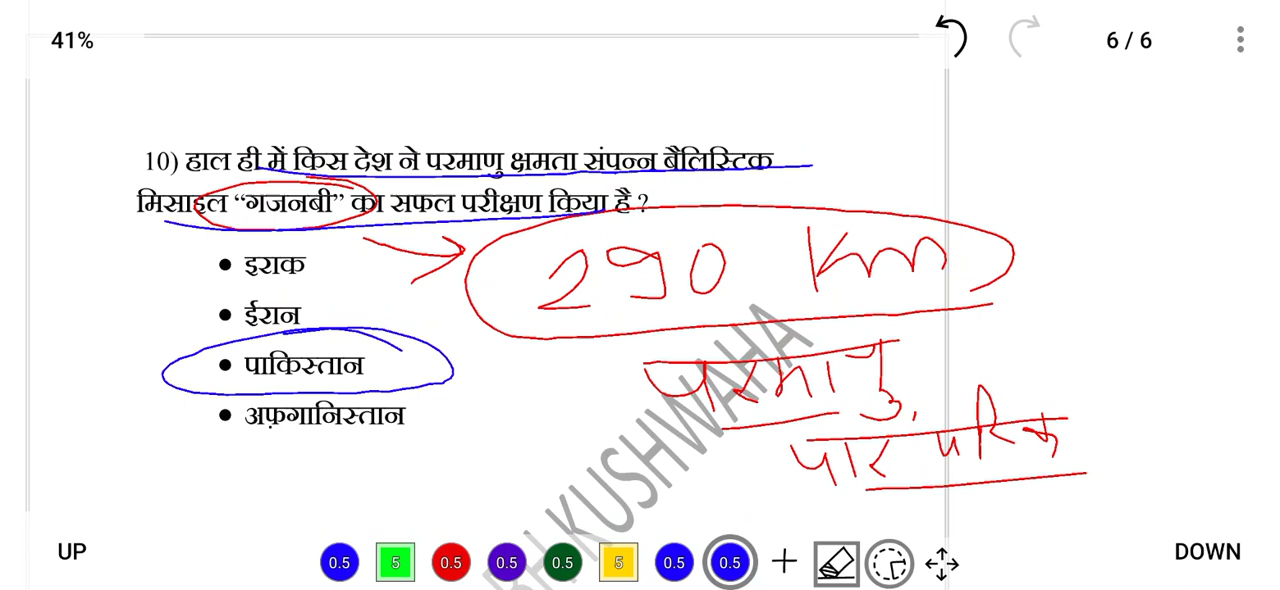 41%
6 / 6
10) हाल ही में किस देश ने परमाणु क्षमता संपन्न बैलिस्टिक
मिसाइल “गजनबी” का सफल परीक्षण किया है ?
290 Km
• इराक
• ईरान
• पाकिस्तान
• अफ़गानिस्तान
परमाणु,
KUSHWAHA
UP
0.5
5
0.5
0.5
0.5
5
0.5
0.5
DOWN